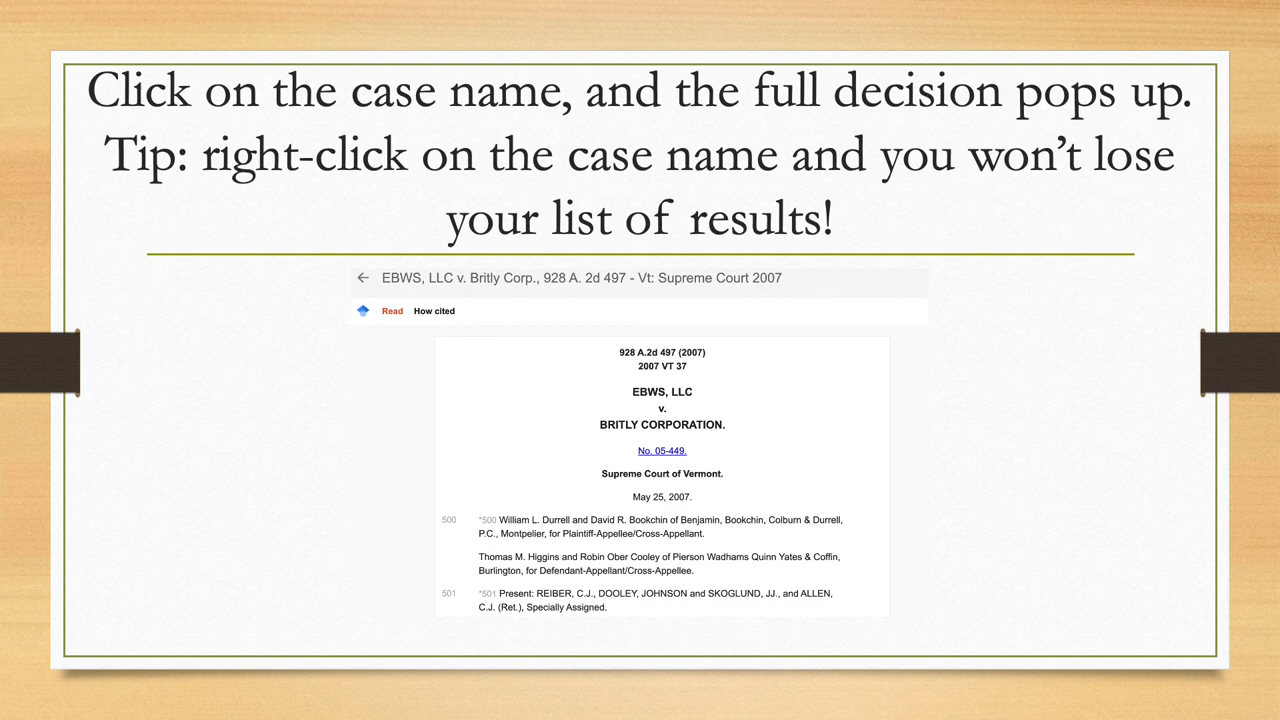 Click on the case name, and the full decision pops up.
Tip: right-click on the case name and you won’t lose
your list of results!
EBWS, LLC v. Britly Corp., 928 A. 2d 497 - Vt: Supreme Court 2007
Read How cited
928 A.2d 497 (2007)
2007 VT 37
EBWS, LLC
v.
BRITLY CORPORATION.
No. 05-449.
Supreme Court of Vermont.
May 25, 2007.
500 *500 William L. Durrell and David R. Bookchin of Benjamin, Bookchin, Colburn & Durrell,
P.C., Montpelier, for Plaintiff-Appellee/Cross-Appellant.
Thomas M. Higgins and Robin Ober Cooley of Pierson Wadhams Quinn Yates & Coffin,
Burlington, for Defendant-Appellant/Cross-Appellee.
501 *501 Present: REIBER, C.J., DOOLEY, JOHNSON and SKOGLUND, JJ., and ALLEN,
C.J. (Ret.), Specially Assigned.